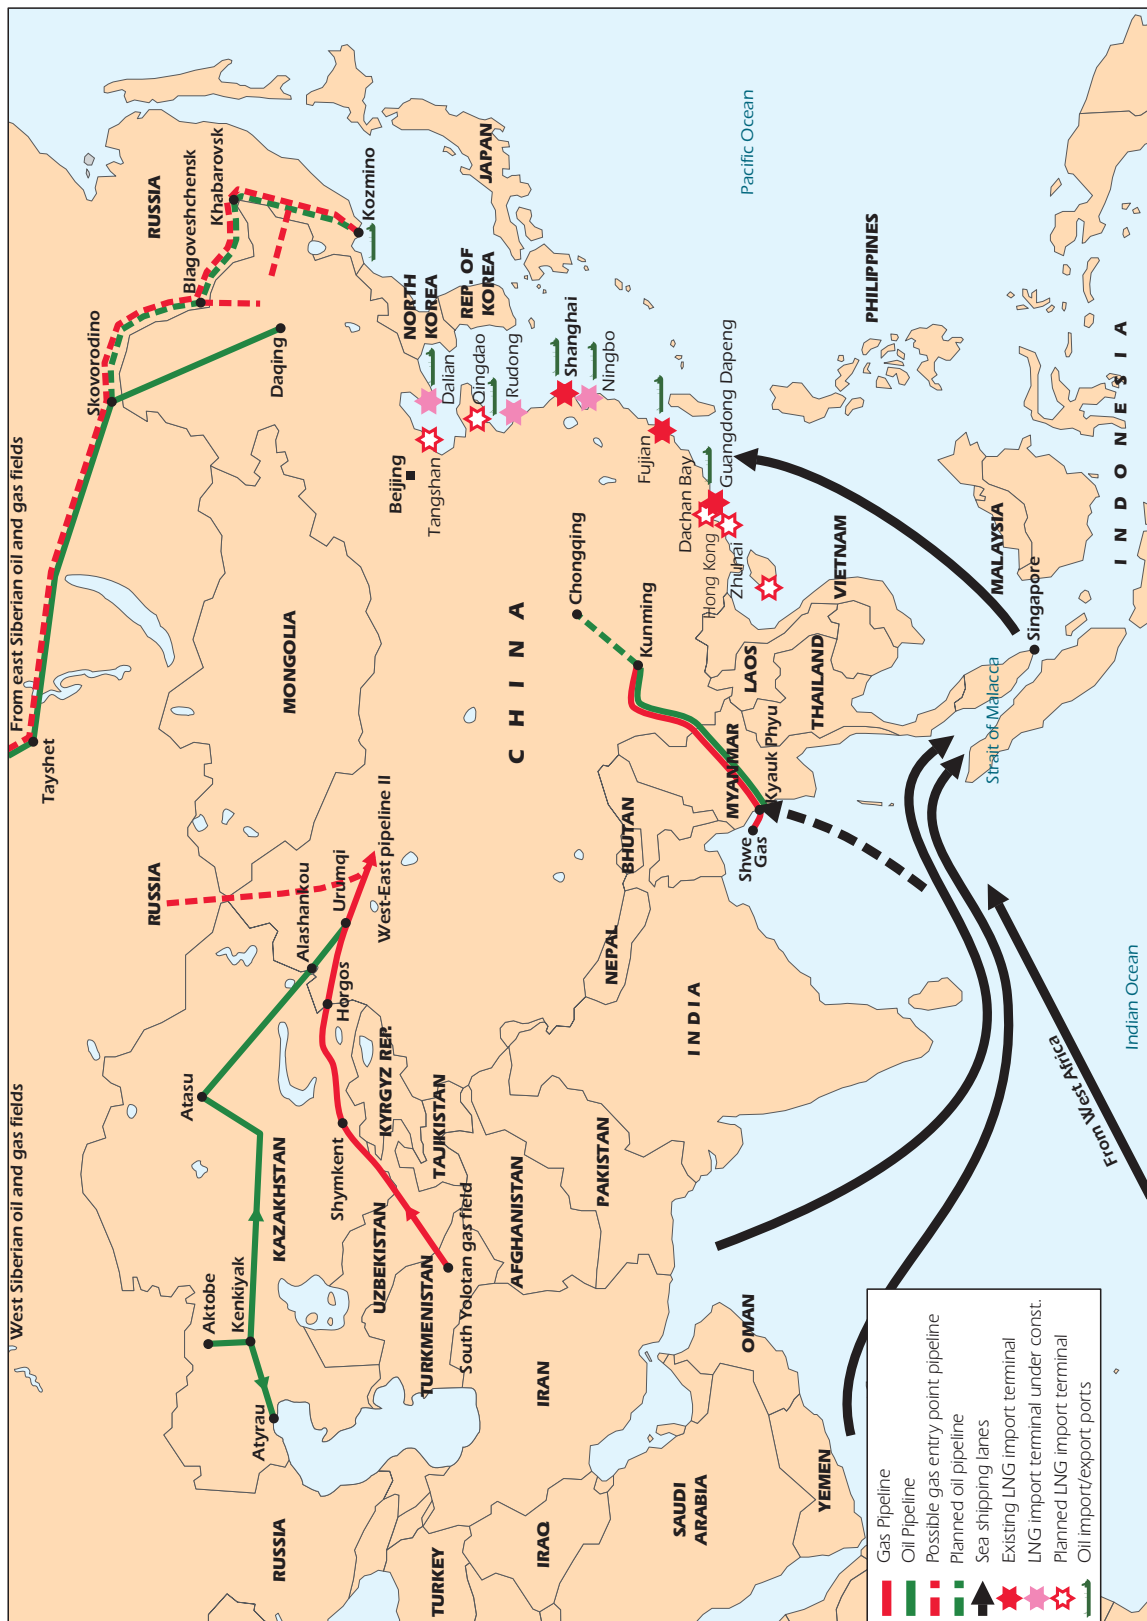 West Siberian oil and gas fields
From east Siberian oil and gas fields
Tayshet
Skovorodino
Blagoveshchensk
Khabarovsk
RUSSIA
Kozmino
Daqing
RUSSIA
RUSSIA
Aktobe
Kenkiyak
Atyrau
Atasu
KAZAKHSTAN
Alashankou
Urumqi
Horgos
West-East pipeline II
Shymkent
KYRGYZ REP.
TAJIKISTAN
UZBEKISTAN
TURKMENISTAN
South Yolotan gas field
MONGOLIA
C H I N A
Beijing
Tangshan
Dalian
Qingdao
Rudong
Shanghai
Ningbo
Fujian
Dachan Bay
Guangdong Dapeng
Hong Kong
Zhuhai
NORTH
KOREA
REP. OF
KOREA
JAPAN
Pacific Ocean
Chongqing
Kunming
TURKEY
IRAQ
IRAN
AFGHANISTAN
PAKISTAN
SAUDI
ARABIA
YEMEN
OMAN
NEPAL
BHUTAN
I N D I A
MYANMAR
Shwe
Gas
Kyauk Phyu
LAOS
THAILAND
VIETNAM
PHILIPPINES
MALAYSIA
Singapore
Strait of Malacca
I N D O N E S I A
Indian Ocean
From West Africa
Gas Pipeline
Oil Pipeline
Possible gas entry point pipeline
Planned oil pipeline
Sea shipping lanes
Existing LNG import terminal
LNG import terminal under const.
Planned LNG import terminal
Oil import/export ports